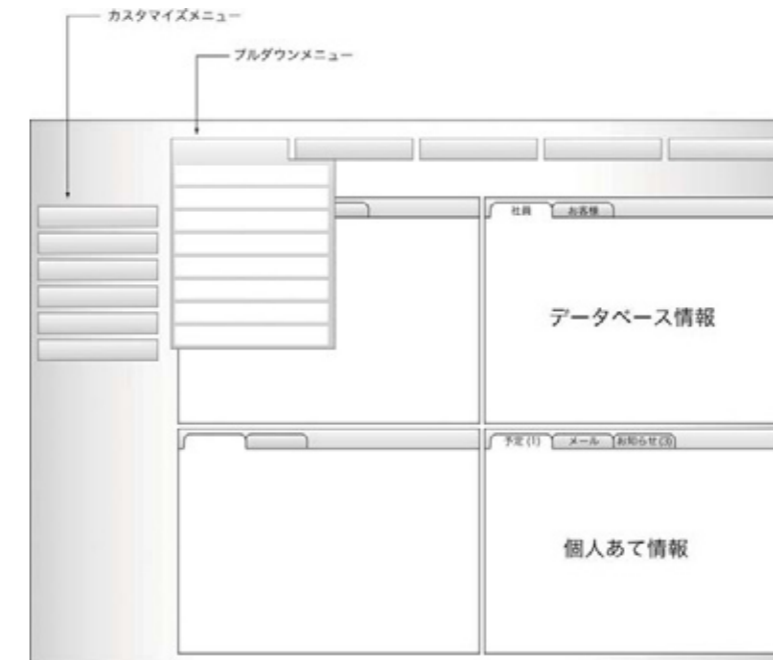 カスタマイズメニュー
プルダウンメニュー
社員 お客様
データベース情報
予定(1) メール お知らせ(3)
個人あて情報